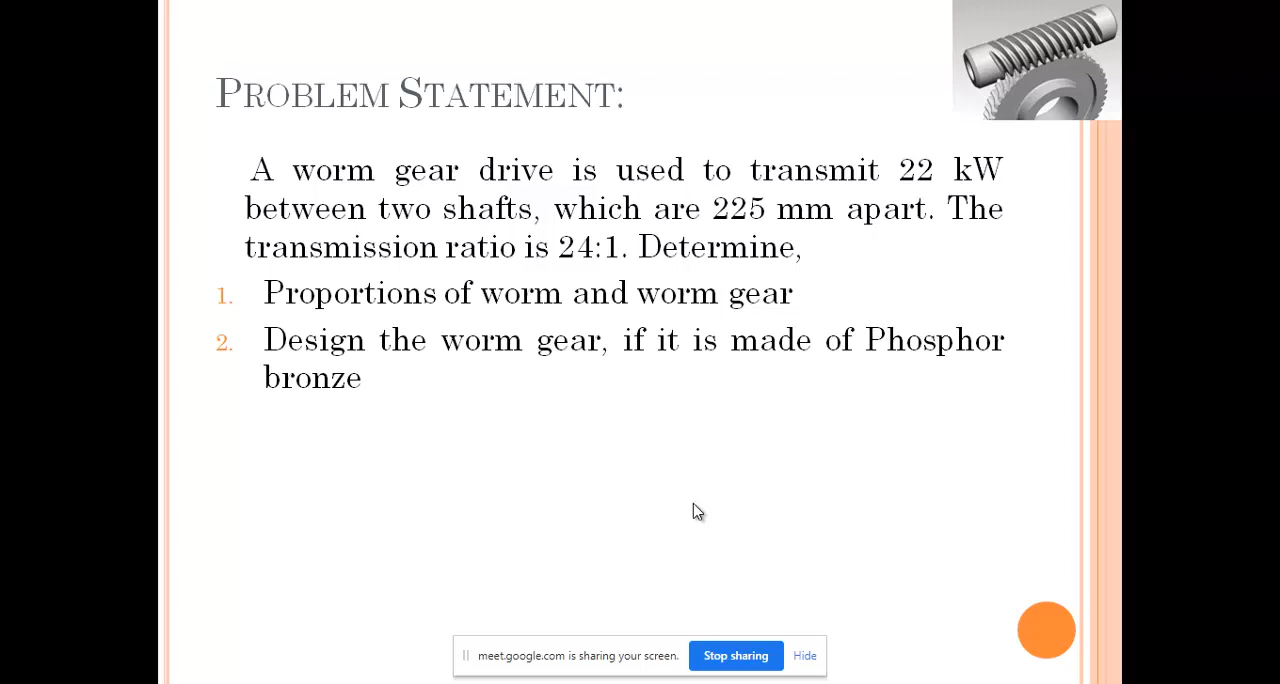 PROBLEM STATEMENT:
A worm gear drive is used to transmit 22 kW
between two shafts, which are 225 mm apart. The
transmission ratio is 24:1. Determine,
1. Proportions of worm and worm gear
2. Design the worm gear, if it is made of Phosphor
bronze
meet.google.com is sharing your screen. Stop sharing Hide